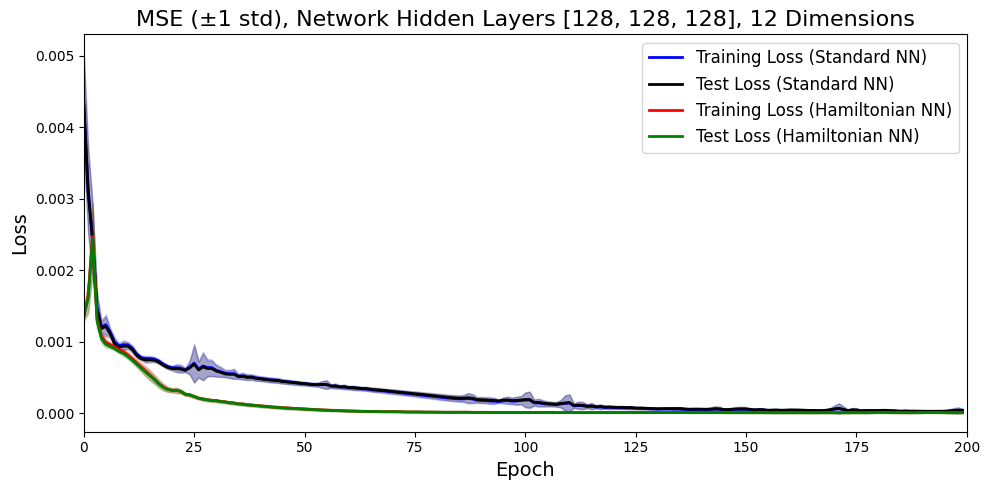 MSE (±1 std), Network Hidden Layers [128, 128, 128], 12 Dimensions
Training Loss (Standard NN)
Test Loss (Standard NN)
Training Loss (Hamiltonian NN)
Test Loss (Hamiltonian NN)
Loss
0.005
0.004
0.003
0.002
0.001
0.000
0 25 50 75 100 125 150 175 200
Epoch